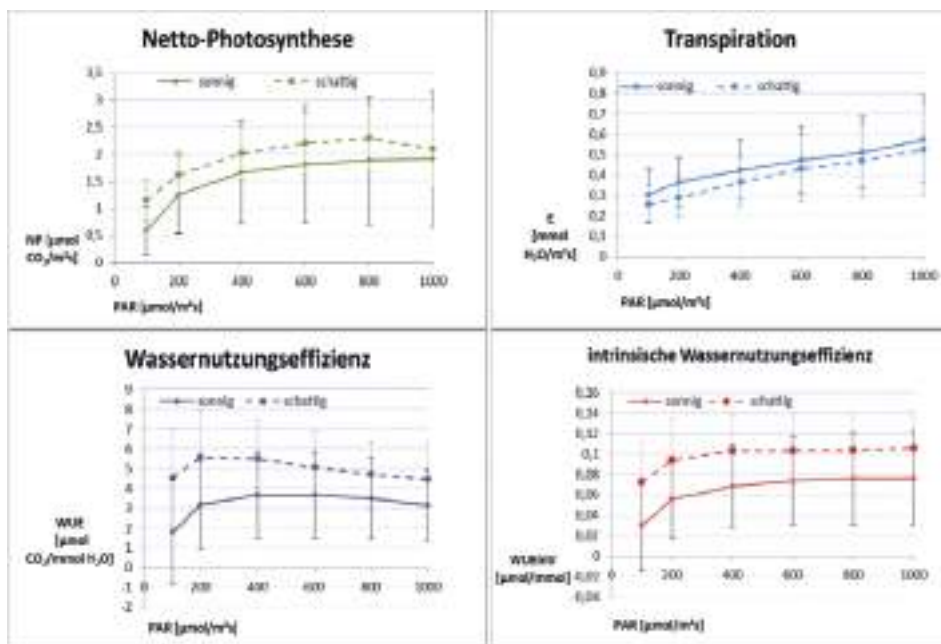 Netto-Photosynthese
3,5
3
2,5
2
1,5
1
0,5
0
sonnig
schattig
NP [µmol
CO₂/m²s]
0
200
400
600
800
1000
PAR [µmol/m²s]
Transpiration
0,9
0,8
0,7
0,6
0,5
0,4
0,3
0,2
0,1
0
sonnig
schattig
E
[mmol
H₂O/m²s]
0
200
400
600
800
1000
PAR [µmol/m²s]
Wassernutzungseffizienz
9
8
7
6
5
4
3
2
1
0
-1
-2
sonnig
schattig
WUE
[µmol
CO₂/mmol H₂O]
0
200
400
600
800
1000
PAR [µmol/m²s]
intrinsische Wassernutzungseffizienz
0,16
0,14
0,12
0,1
0,08
0,06
0,04
0,02
0
-0,02
-0,04
sonnig
schattig
[µmol/mmol]
0
200
400
600
800
1000
PAR [µmol/m²s]